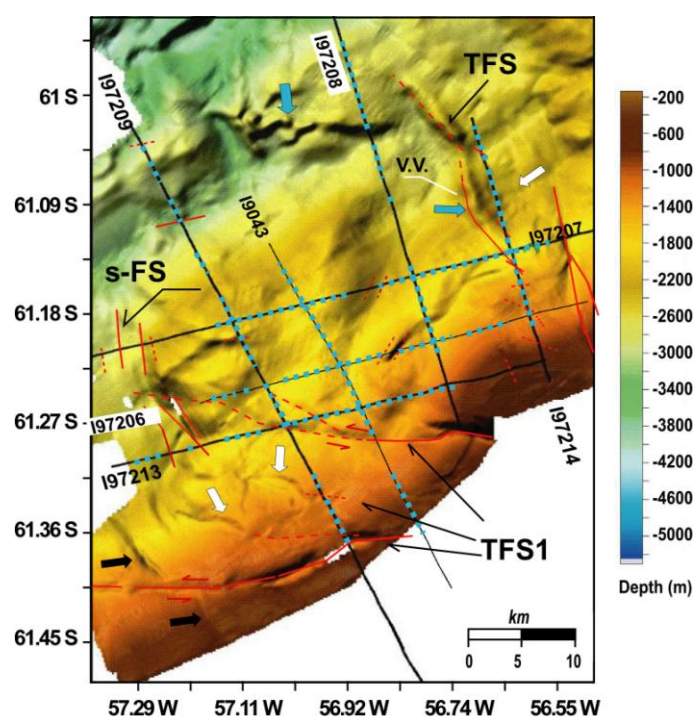 I97208
I97209
TFS
-200
-600
61 S
-1000
-1400
V.V.
-1800
61.09 S
I9043
I97207
-2200
s-FS
-2600
61.18 S
-3000
-3400
-3800
61.27 S
I97206
-4200
I97214
I97213
-4600
61.36 S
-5000
TFS1
Depth (m)
km
61.45 S
0 5 10
57.29 W 57.11 W 56.92 W 56.74 W 56.55 W